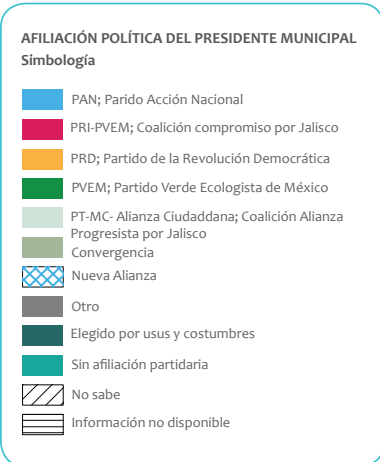 AFILIACIÓN POLÍTICA DEL PRESIDENTE MUNICIPAL
Simbología
PAN; Parido Acción Nacional
PRI-PVEM; Coalición compromiso por Jalisco
PRD; Partido de la Revolución Democrática
PVEM; Partido Verde Ecologista de México
PT-MC- Alianza Ciudaddana; Coalición Alianza
Progresista por Jalisco
Convergencia
Nueva Alianza
Otro
Elegido por usus y costumbres
Sin afiliación partidaria
No sabe
Información no disponible